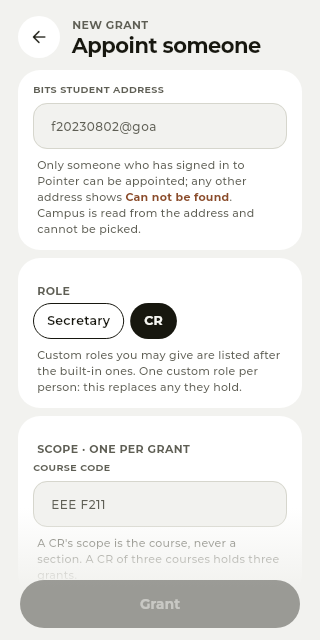 NEW GRANT
Appoint someone
BITS STUDENT ADDRESS
f20230802@goa
Only someone who has signed in to
Pointer can be appointed; any other
address shows Can not be found.
Campus is read from the address and
cannot be picked.
ROLE
Secretary CR
Custom roles you may give are listed after
the built-in ones. One custom role per
person: this replaces any they hold.
SCOPE · ONE PER GRANT
COURSE CODE
EEE F211
A CR's scope is the course, never a
section. A CR of three courses holds three
grants.
Grant